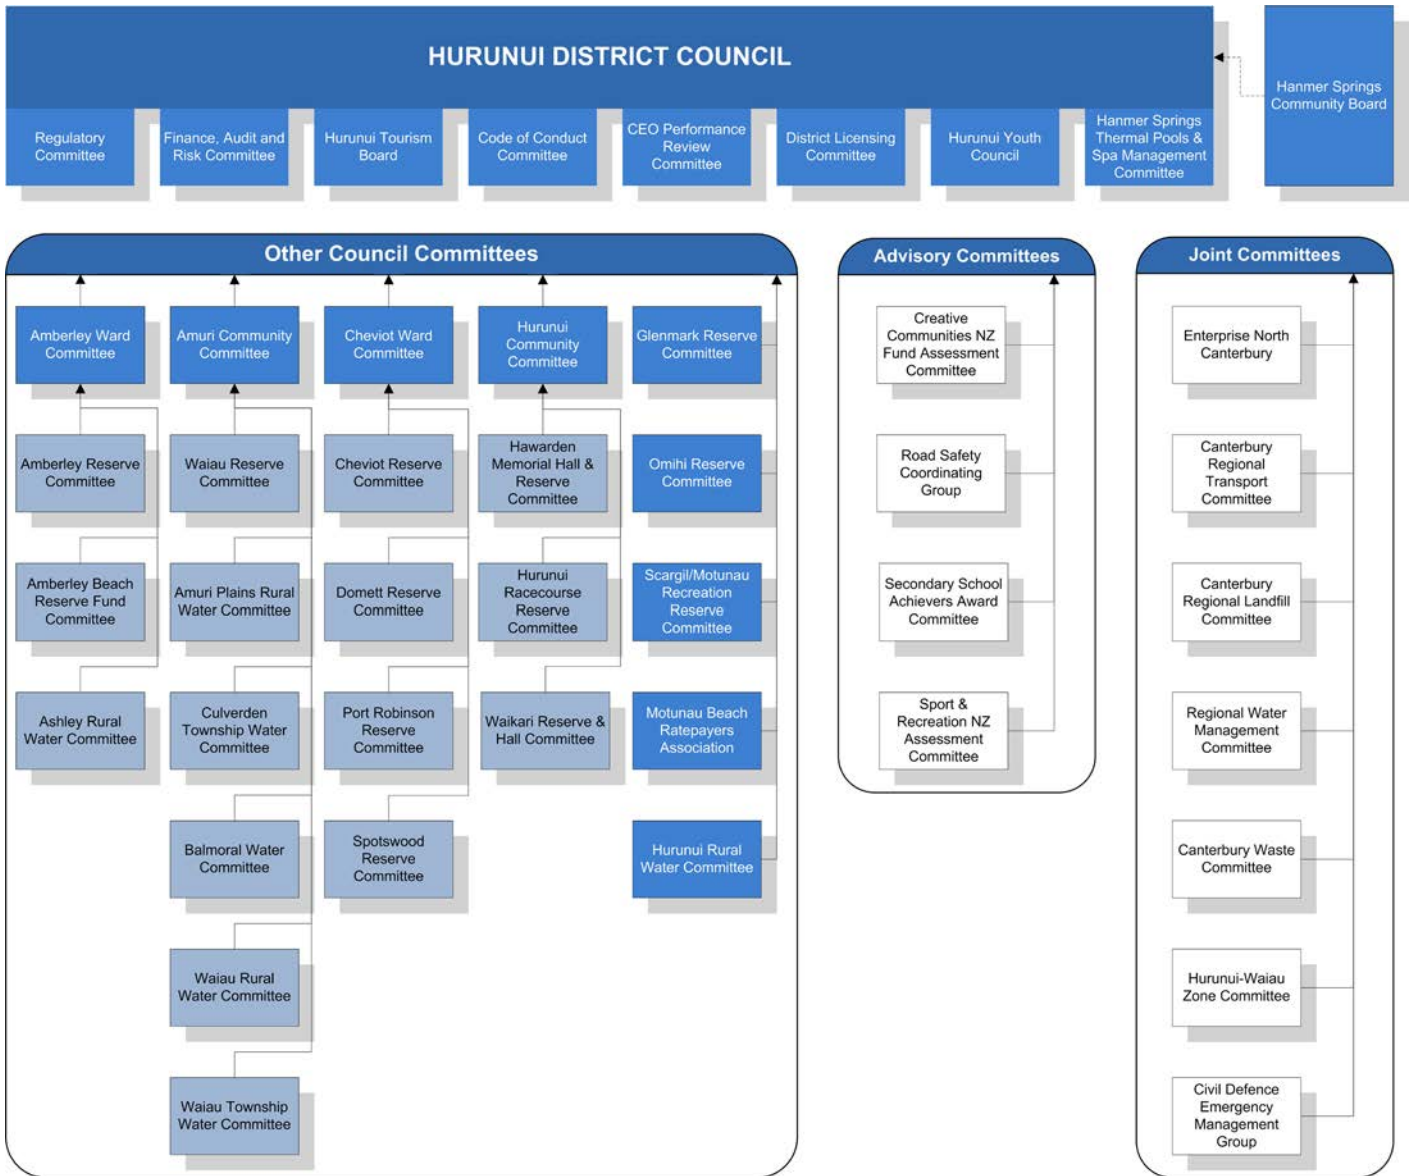 HURUNUI DISTRICT COUNCIL
Hanmer Springs
Community Board
Regulatory
Committee
Finance, Audit and
Risk Committee
Hurunui Tourism
Board
Code of Conduct
Committee
CEO Performance
Review
Committee
District Licensing
Committee
Hurunui Youth
Council
Hanmer Springs
Thermal Pools &
Spa Management
Committee
Other Council Committees
Amberley Ward
Committee
Amuri Community
Committee
Cheviot Ward
Committee
Hurunui
Community
Committee
Glenmark Reserve
Committee
Amberley Reserve
Committee
Waiau Reserve
Committee
Cheviot Reserve
Committee
Hawarden
Memorial Hall &
Reserve
Committee
Omihi Reserve
Committee
Amberley Beach
Reserve Fund
Committee
Amuri Plains Rural
Water Committee
Domett Reserve
Committee
Hurunui
Racecourse
Reserve
Committee
Scargil/Motunau
Recreation
Reserve
Committee
Ashley Rural
Water Committee
Culverden
Township Water
Committee
Port Robinson
Reserve
Committee
Waikari Reserve &
Hall Committee
Motunau Beach
Ratepayers
Association
Balmoral Water
Committee
Spotswood
Reserve
Committee
Hurunui Rural
Water Committee
Waiau Rural
Water Committee
Waiau Township
Water Committee
Advisory Committees
Creative
Communities NZ
Fund Assessment
Committee
Road Safety
Coordinating
Group
Secondary School
Achievers Award
Committee
Sport &
Recreation NZ
Assessment
Committee
Joint Committees
Enterprise North
Canterbury
Canterbury
Regional
Transport
Committee
Canterbury
Regional Landfill
Committee
Regional Water
Management
Committee
Canterbury Waste
Committee
Hurunui-Waiau
Zone Committee
Civil Defence
Emergency
Management
Group